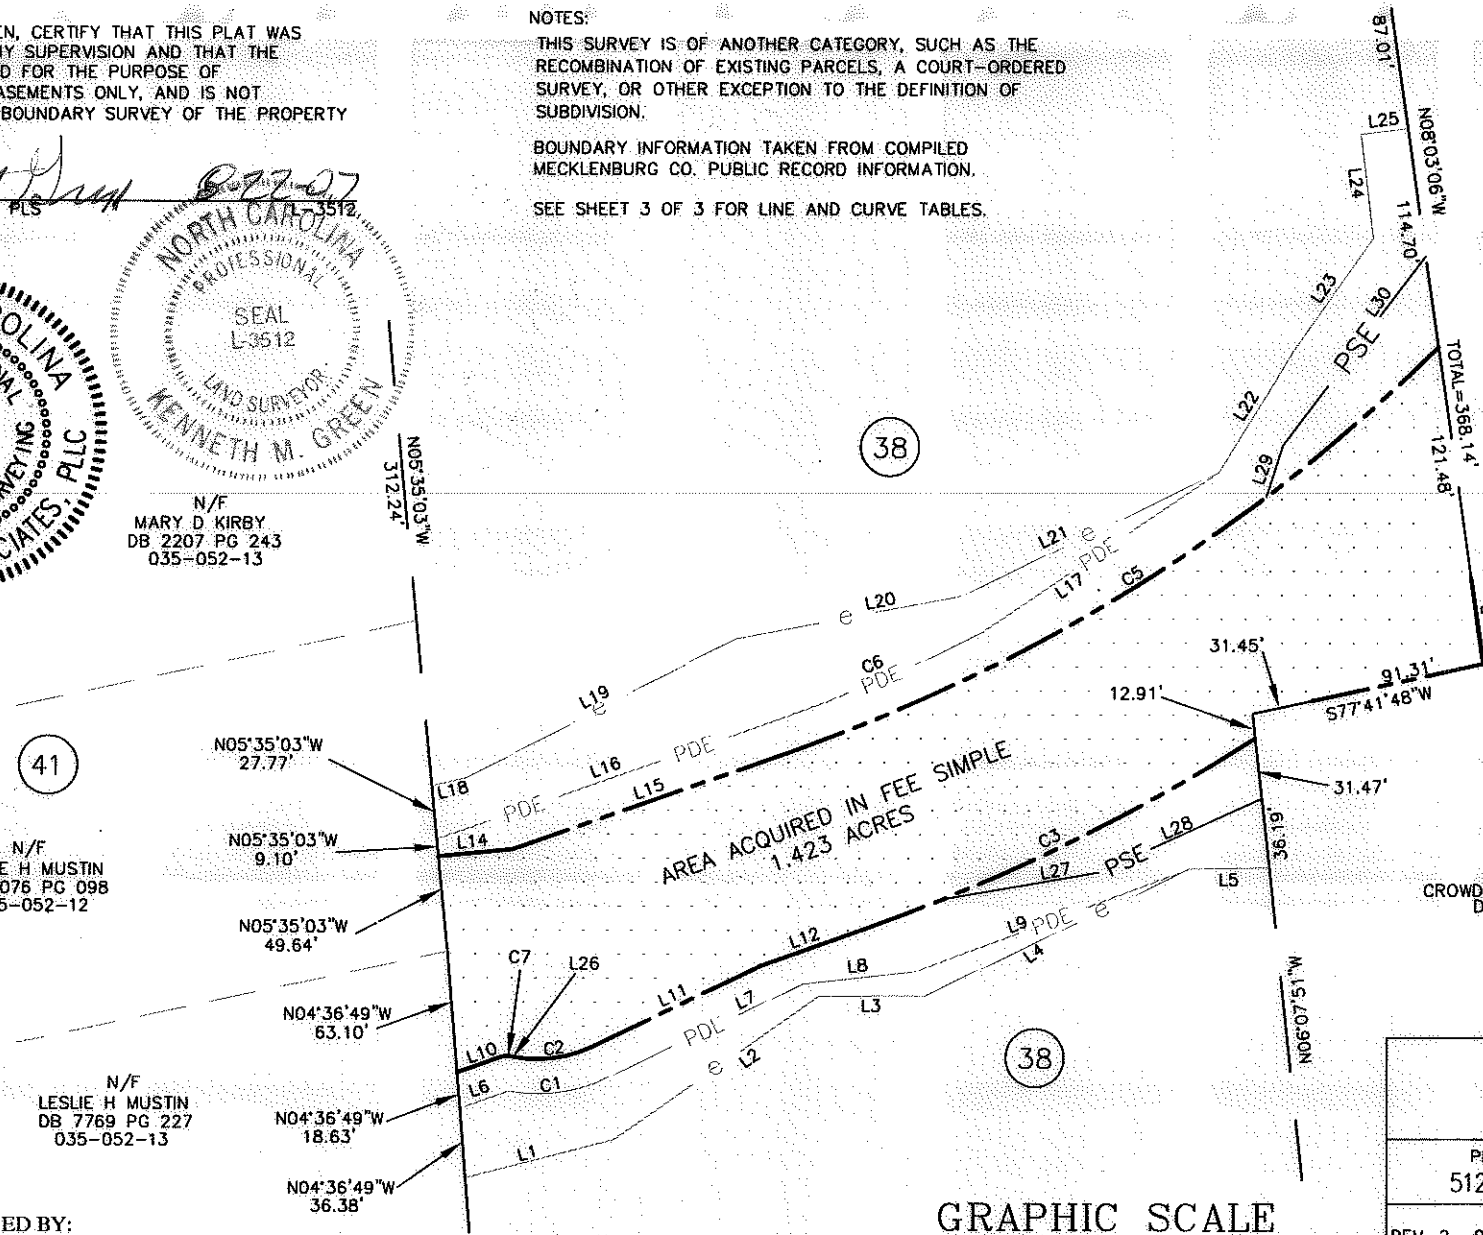 EN, CERTIFY THAT THIS PLAT WAS
MY SUPERVISION AND THAT THE
D FOR THE PURPOSE OF
ASEMENTS ONLY, AND IS NOT
BOUNDARY SURVEY OF THE PROPERTY
8-22-07
PLS
L-3512
NORTH CAROLINA
PROFESSIONAL
SEAL
L-3512
LAND SURVEYOR
KENNETH M. GREEN
ROLINA
NAL
RVEYING
CIATES, PLLC
NOTES:
THIS SURVEY IS OF ANOTHER CATEGORY, SUCH AS THE
RECOMBINATION OF EXISTING PARCELS, A COURT-ORDERED
SURVEY, OR OTHER EXCEPTION TO THE DEFINITION OF
SUBDIVISION.
BOUNDARY INFORMATION TAKEN FROM COMPILED
MECKLENBURG CO. PUBLIC RECORD INFORMATION.
SEE SHEET 3 OF 3 FOR LINE AND CURVE TABLES.
87.01'
N08°03'06"W
L25
L24
114.70'
L23
L30
PSE
TOTAL=368.14'
121.48'
L22
L29
38
N/F
MARY D KIRBY
DB 2207 PG 243
035-052-13
N05°35'03"W
312.24'
L21
e
PDE
L17
C5
L20
e
C6
PDE
L19
e
31.45'
91.31'
S77°41'48"W
12.91'
41
N05°35'03"W
27.77'
L18
L16
PDE
L15
PDE
31.47'
AREA ACQUIRED IN FEE SIMPLE
1.423 ACRES
N/F
E H MUSTIN
076 PG 098
5-052-12
N05°35'03"W
9.10'
L14
C3
L28
PSE
L27
36.19'
L5
CROWD
D
N05°35'03"W
49.64'
L12
L9
PDE
e
L4
C7
L26
L8
L3
L11
L7
PDE
N04°36'49"W
63.10'
L10
C2
e
L2
38
N06°07'51"W
L6
C1
N/F
LESLIE H MUSTIN
DB 7769 PG 227
035-052-13
N04°36'49"W
18.63'
L1
N04°36'49"W
36.38'
512
ED BY:
GRAPHIC SCALE